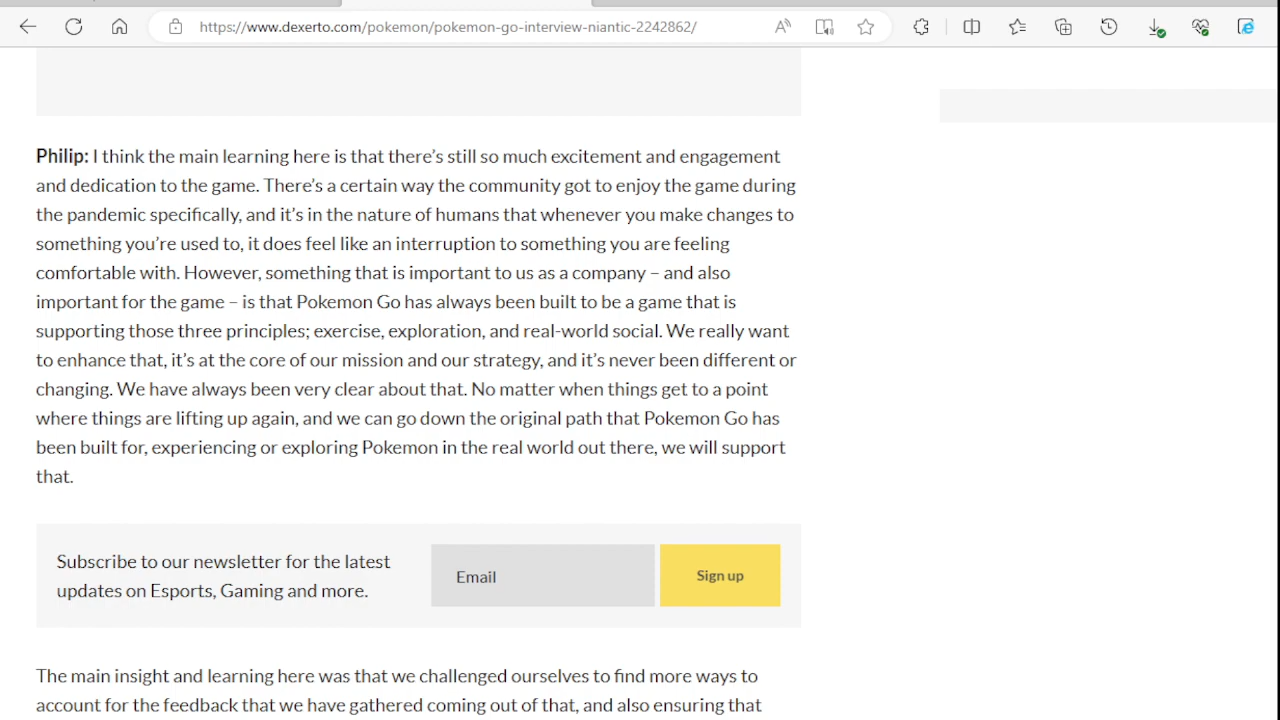 https://www.dexerto.com/pokemon/pokemon-go-interview-niantic-2242862/
Philip: I think the main learning here is that there’s still so much excitement and engagement
and dedication to the game. There’s a certain way the community got to enjoy the game during
the pandemic specifically, and it’s in the nature of humans that whenever you make changes to
something you’re used to, it does feel like an interruption to something you are feeling
comfortable with. However, something that is important to us as a company – and also
important for the game – is that Pokemon Go has always been built to be a game that is
supporting those three principles; exercise, exploration, and real-world social. We really want
to enhance that, it’s at the core of our mission and our strategy, and it’s never been different or
changing. We have always been very clear about that. No matter when things get to a point
where things are lifting up again, and we can go down the original path that Pokemon Go has
been built for, experiencing or exploring Pokemon in the real world out there, we will support
that.
Subscribe to our newsletter for the latest
updates on Esports, Gaming and more.
Email
Sign up
The main insight and learning here was that we challenged ourselves to find more ways to
account for the feedback that we have gathered coming out of that, and also ensuring that